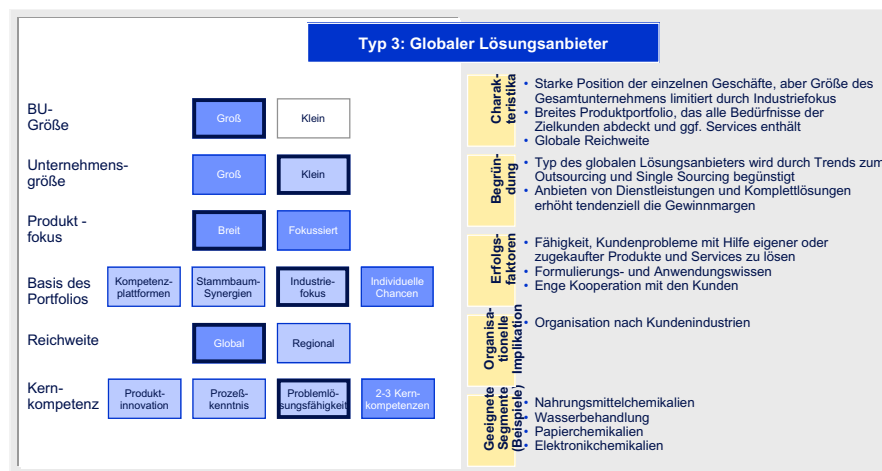 Typ 3: Globaler Lösungsanbieter
BU-
Größe
Groß
Klein
Unternehmens-
größe
Groß
Klein
Produkt -
fokus
Breit
Fokussiert
Basis des
Portfolios
Kompetenz-
plattformen
Stammbaum-
Synergien
Industrie-
fokus
Individuelle
Chancen
Reichweite
Global
Regional
Kern-
kompetenz
Produkt-
innovation
Prozeß-
kenntnis
Problemlö-
sungsfähigkeit
2-3 Kern-
kompetenzen
Charak-
teristika
• Starke Position der einzelnen Geschäfte, aber Größe des
Gesamtunternehmens limitiert durch Industriefokus
• Breites Produktportfolio, das alle Bedürfnisse der
Zielkunden abdeckt und ggf. Services enthält
• Globale Reichweite
Begrün-
dung
• Typ des globalen Lösungsanbieters wird durch Trends zum
Outsourcing und Single Sourcing begünstigt
• Anbieten von Dienstleistungen und Komplettlösungen
erhöht tendenziell die Gewinnmargen
Erfolgs-
faktoren
• Fähigkeit, Kundenprobleme mit Hilfe eigener oder
zugekaufter Produkte und Services zu lösen
• Formulierungs- und Anwendungswissen
• Enge Kooperation mit den Kunden
Organisa-
tionelle
Implikation
• Organisation nach Kundenindustrien
Geeignete
Segmente
(Beispiele)
• Nahrungsmittelchemikalien
• Wasserbehandlung
• Papierchemikalien
• Elektronikchemikalien